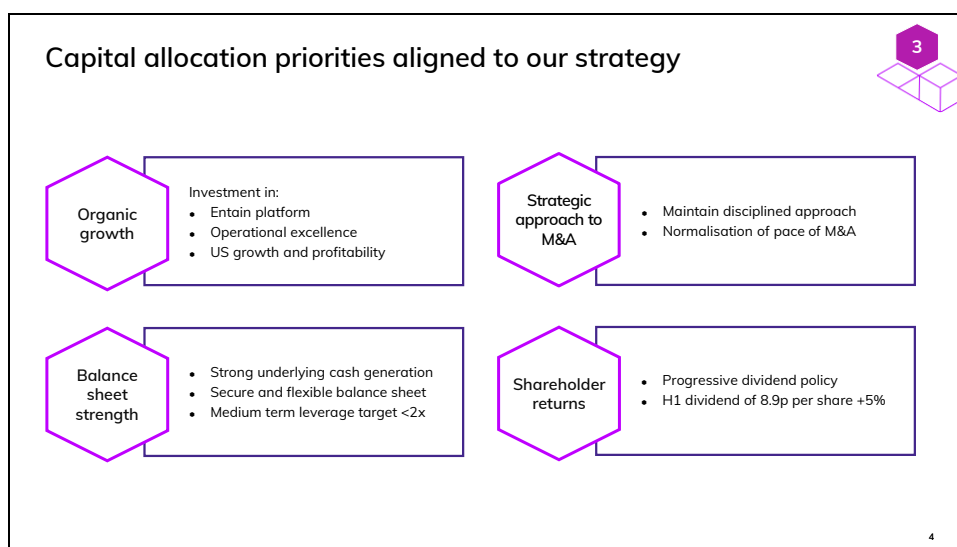 Capital allocation priorities aligned to our strategy
3
Organic
growth
Investment in:
• Entain platform
• Operational excellence
• US growth and profitability
Strategic
approach to
M&A
• Maintain disciplined approach
• Normalisation of pace of M&A
Balance
sheet
strength
• Strong underlying cash generation
• Secure and flexible balance sheet
• Medium term leverage target <2x
Shareholder
returns
• Progressive dividend policy
• H1 dividend of 8.9p per share +5%
4